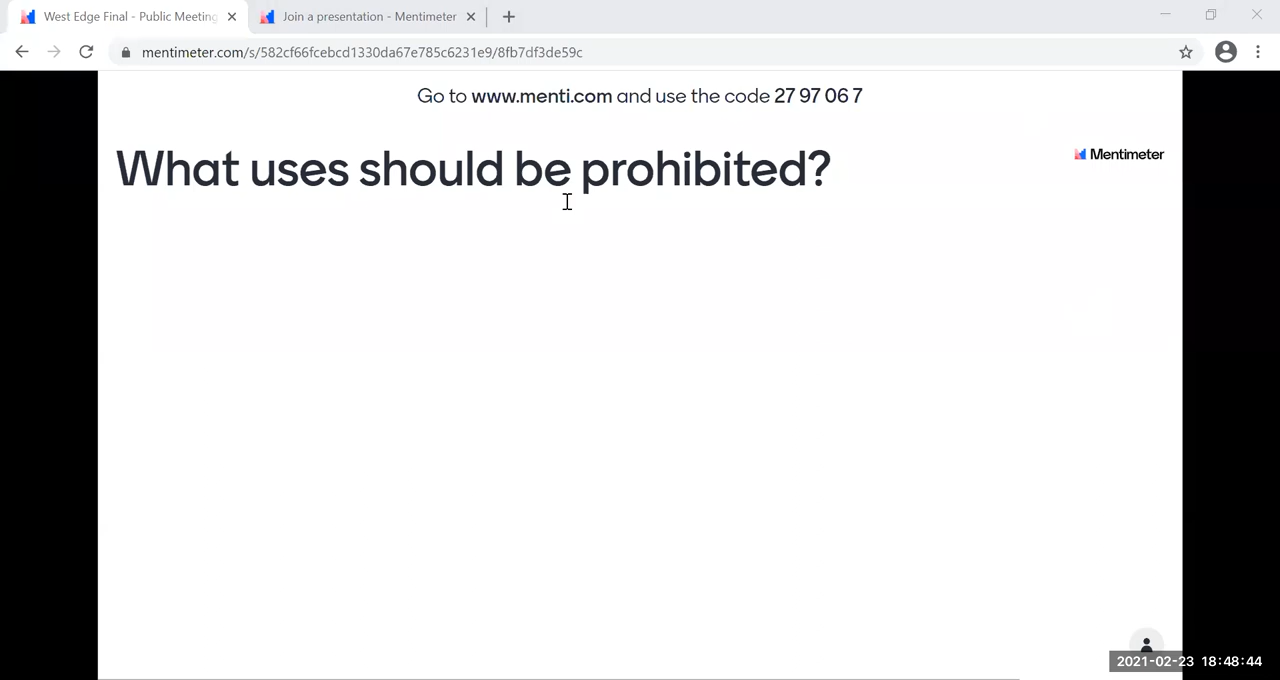 West Edge Final - Public Meeting
Join a presentation - Mentimeter
mentimeter.com/s/582cf66fcebcd1330da67e785c6231e9/8fb7df3de59c
Go to www.menti.com and use the code 27 97 06 7
What uses should be prohibited?
Mentimeter
2021-02-23 18:48:44